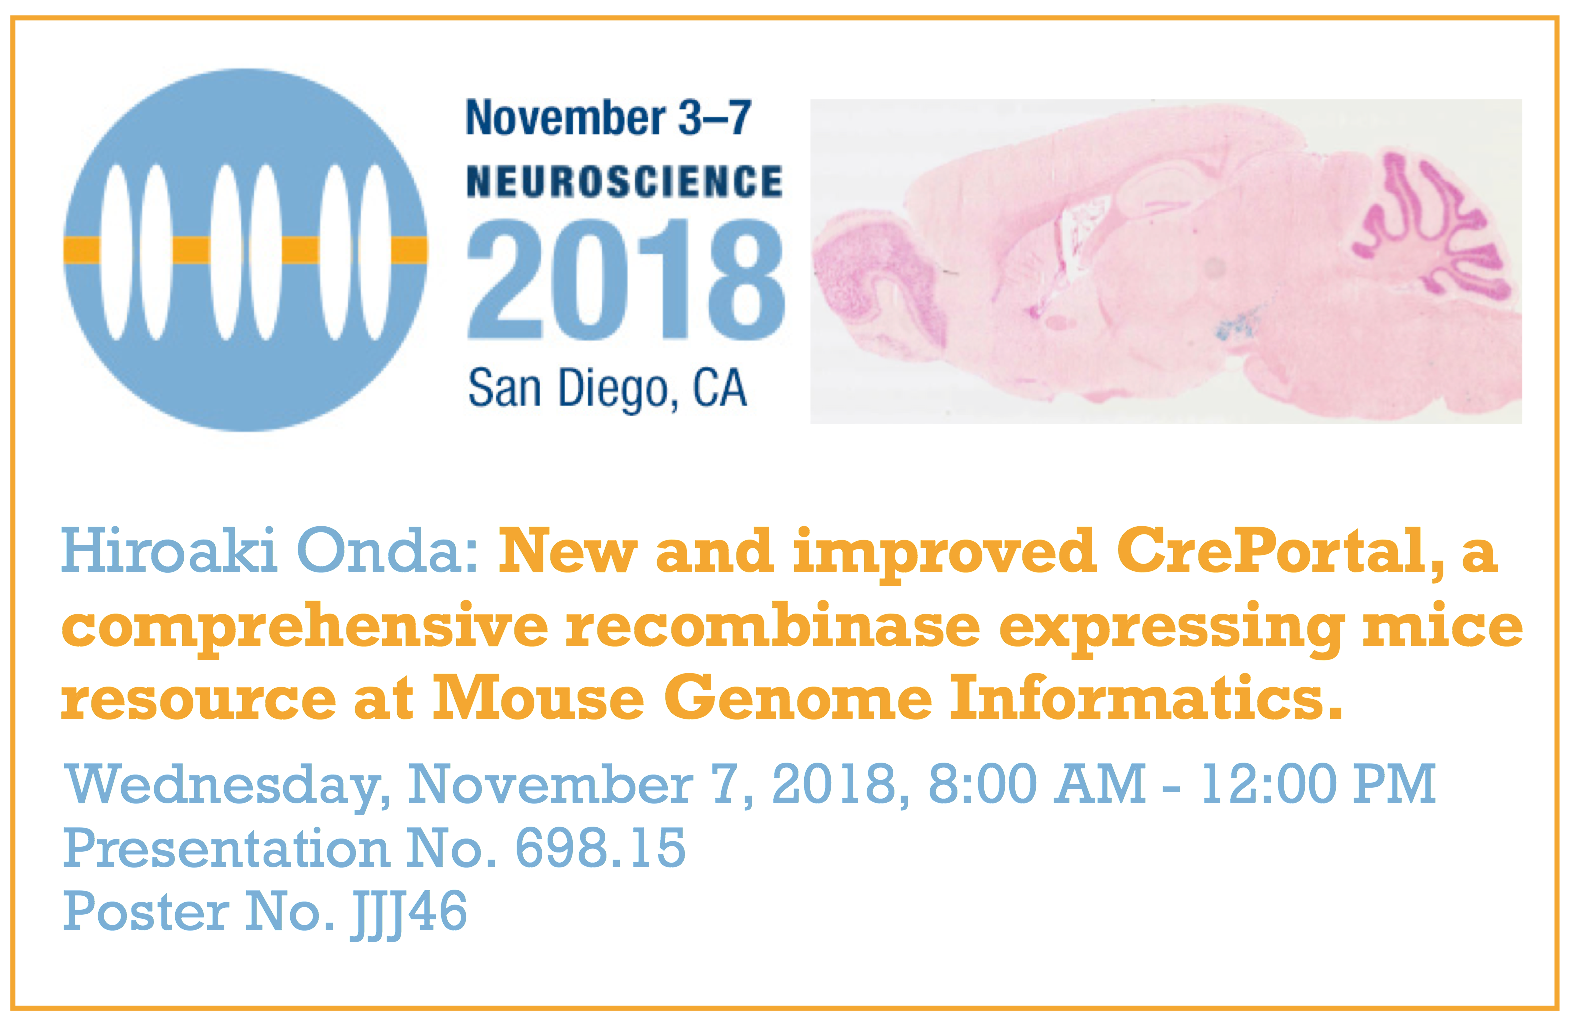 November 3–7
NEUROSCIENCE
2018
San Diego, CA
Hiroaki Onda: New and improved CrePortal, a
comprehensive recombinase expressing mice
resource at Mouse Genome Informatics.
Wednesday, November 7, 2018, 8:00 AM - 12:00 PM
Presentation No. 698.15
Poster No. JJJ46